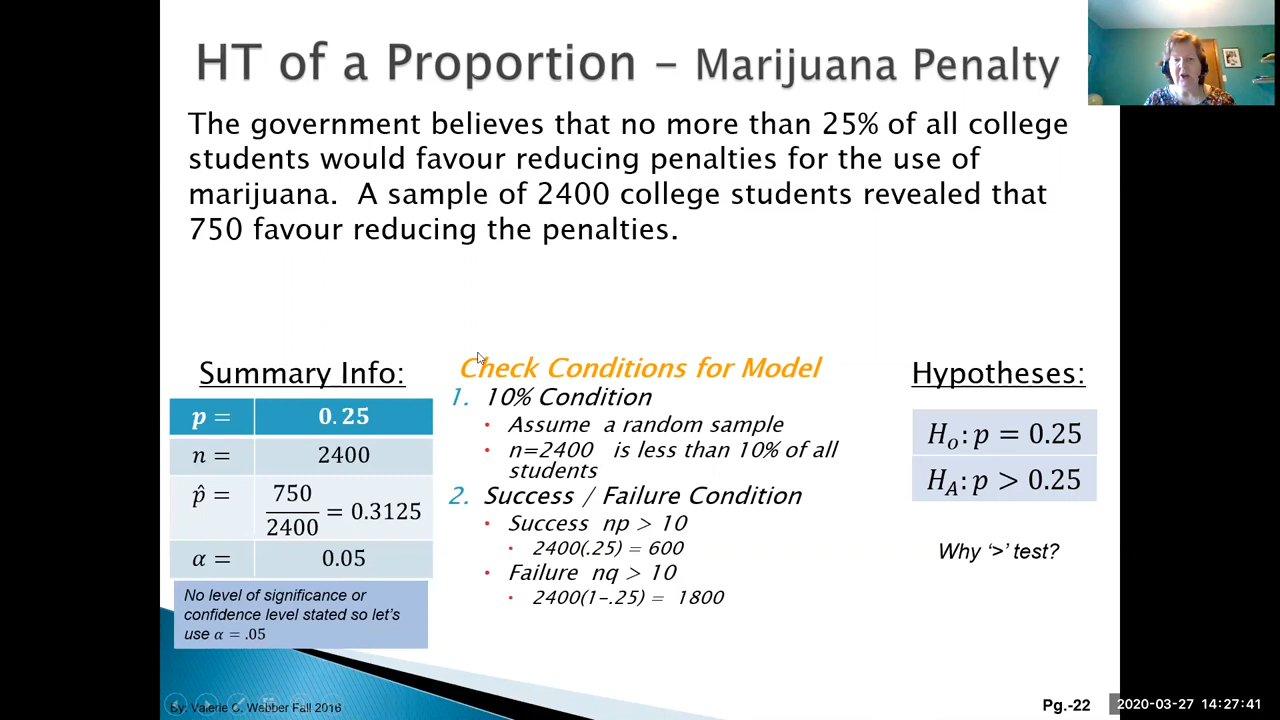 HT of a Proportion – Marijuana Penalty
The government believes that no more than 25% of all college
students would favour reducing penalties for the use of
marijuana. A sample of 2400 college students revealed that
750 favour reducing the penalties.
Summary Info:
p = 0.25
n = 2400
p̂ = 750/2400 = 0.3125
α = 0.05
No level of significance or
confidence level stated so let's
use α = .05
Check Conditions for Model
1. 10% Condition
• Assume a random sample
• n=2400 is less than 10% of all
students
2. Success / Failure Condition
• Success np > 10
• 2400(.25) = 600
• Failure nq > 10
• 2400(1-.25) = 1800
Hypotheses:
Hₒ: p = 0.25
H_A: p > 0.25
Why '>' test?
By: Valerie C. Webber Fall 2016
Pg.-22
2020-03-27 14:27:41